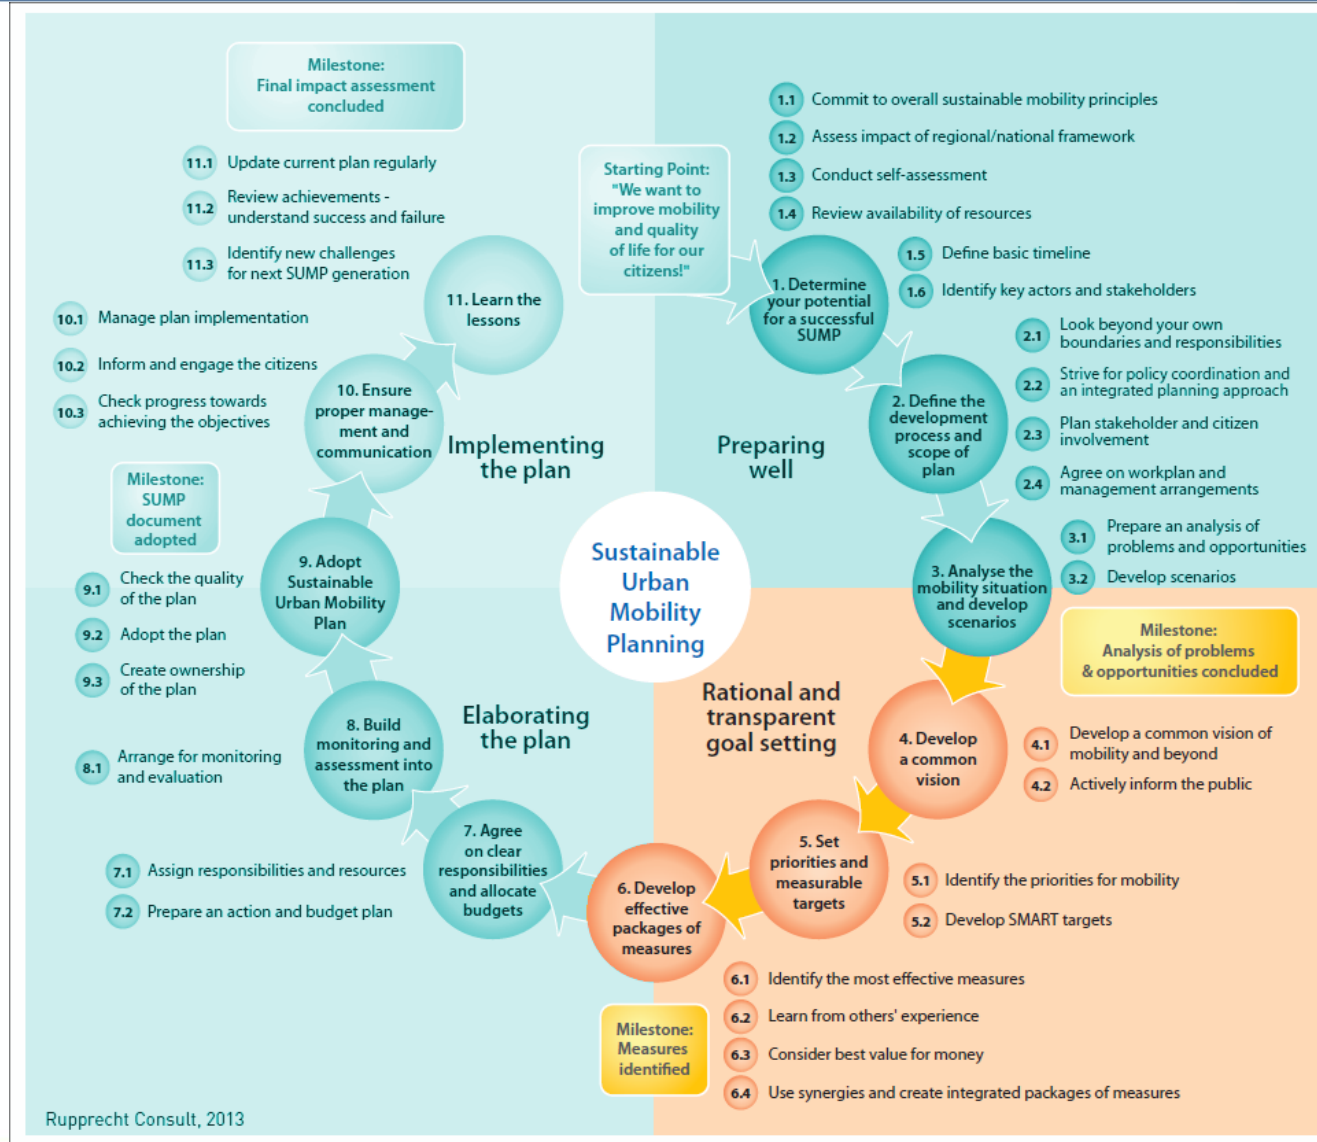 Milestone:
Final impact assessment
concluded
11.1 Update current plan regularly
11.2 Review achievements -
understand success and failure
11.3 Identify new challenges
for next SUMP generation
Starting Point:
"We want to
improve mobility
and quality
of life for our
citizens!"
1.1 Commit to overall sustainable mobility principles
1.2 Assess impact of regional/national framework
1.3 Conduct self-assessment
1.4 Review availability of resources
1.5 Define basic timeline
1.6 Identify key actors and stakeholders
1. Determine
your potential
for a successful
SUMP
2.1 Look beyond your own
boundaries and responsibilities
2.2 Strive for policy coordination and
an integrated planning approach
2.3 Plan stakeholder and citizen
involvement
2.4 Agree on workplan and
management arrangements
2. Define the
development
process and
scope of
plan
3.1 Prepare an analysis of
problems and opportunities
3.2 Develop scenarios
3. Analyse the
mobility situation
and develop
scenarios
Milestone:
Analysis of problems
& opportunities concluded
11. Learn the
lessons
10.1 Manage plan implementation
10.2 Inform and engage the citizens
10.3 Check progress towards
achieving the objectives
10. Ensure
proper manage-
ment and
communication
Implementing
the plan
Preparing
well
Milestone:
SUMP
document
adopted
9. Adopt
Sustainable
Urban Mobility
Plan
9.1 Check the quality
of the plan
9.2 Adopt the plan
9.3 Create ownership
of the plan
Sustainable
Urban
Mobility
Planning
Elaborating
the plan
Rational and
transparent
goal setting
8. Build
monitoring and
assessment into
the plan
8.1 Arrange for monitoring
and evaluation
4. Develop
a common
vision
4.1 Develop a common vision of
mobility and beyond
4.2 Actively inform the public
7. Agree
on clear
responsibilities
and allocate
budgets
7.1 Assign responsibilities and resources
7.2 Prepare an action and budget plan
5. Set
priorities and
measurable
targets
5.1 Identify the priorities for mobility
5.2 Develop SMART targets
6. Develop
effective
packages of
measures
6.1 Identify the most effective measures
6.2 Learn from others' experience
6.3 Consider best value for money
6.4 Use synergies and create integrated packages of measures
Milestone:
Measures
identified
Rupprecht Consult, 2013